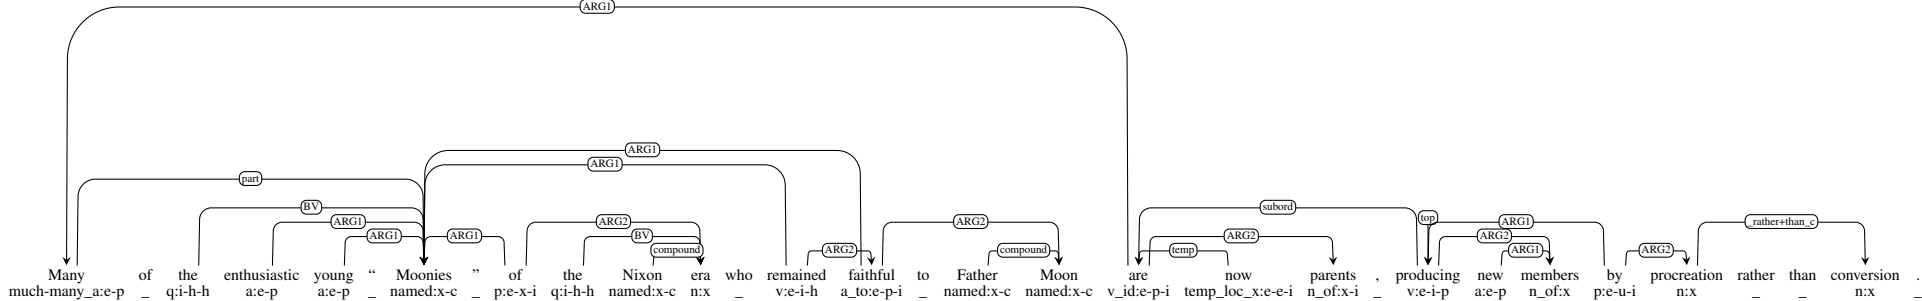 ARG1
ARG1
ARG1
part
BV subord top
ARG1 ARG2 ARG2 ARG1 _rather+than_c
ARG1 ARG1 BV ARG2 ARG2
compound ARG2 compound temp ARG1 ARG2
Many of the enthusiastic young “ Moonies ” of the Nixon era who remained faithful to Father Moon are now parents , producing new members by procreation rather than conversion .
much-many_a:e-p _ q:i-h-h a:e-p a:e-p _ named:x-c _ p:e-x-i q:i-h-h named:x-c n:x _ v:e-i-h a_to:e-p-i _ named:x-c named:x-c v_id:e-p-i temp_loc_x:e-e-i n_of:x-i _ v:e-i-p a:e-p n_of:x p:e-u-i n:x _ _ n:x _